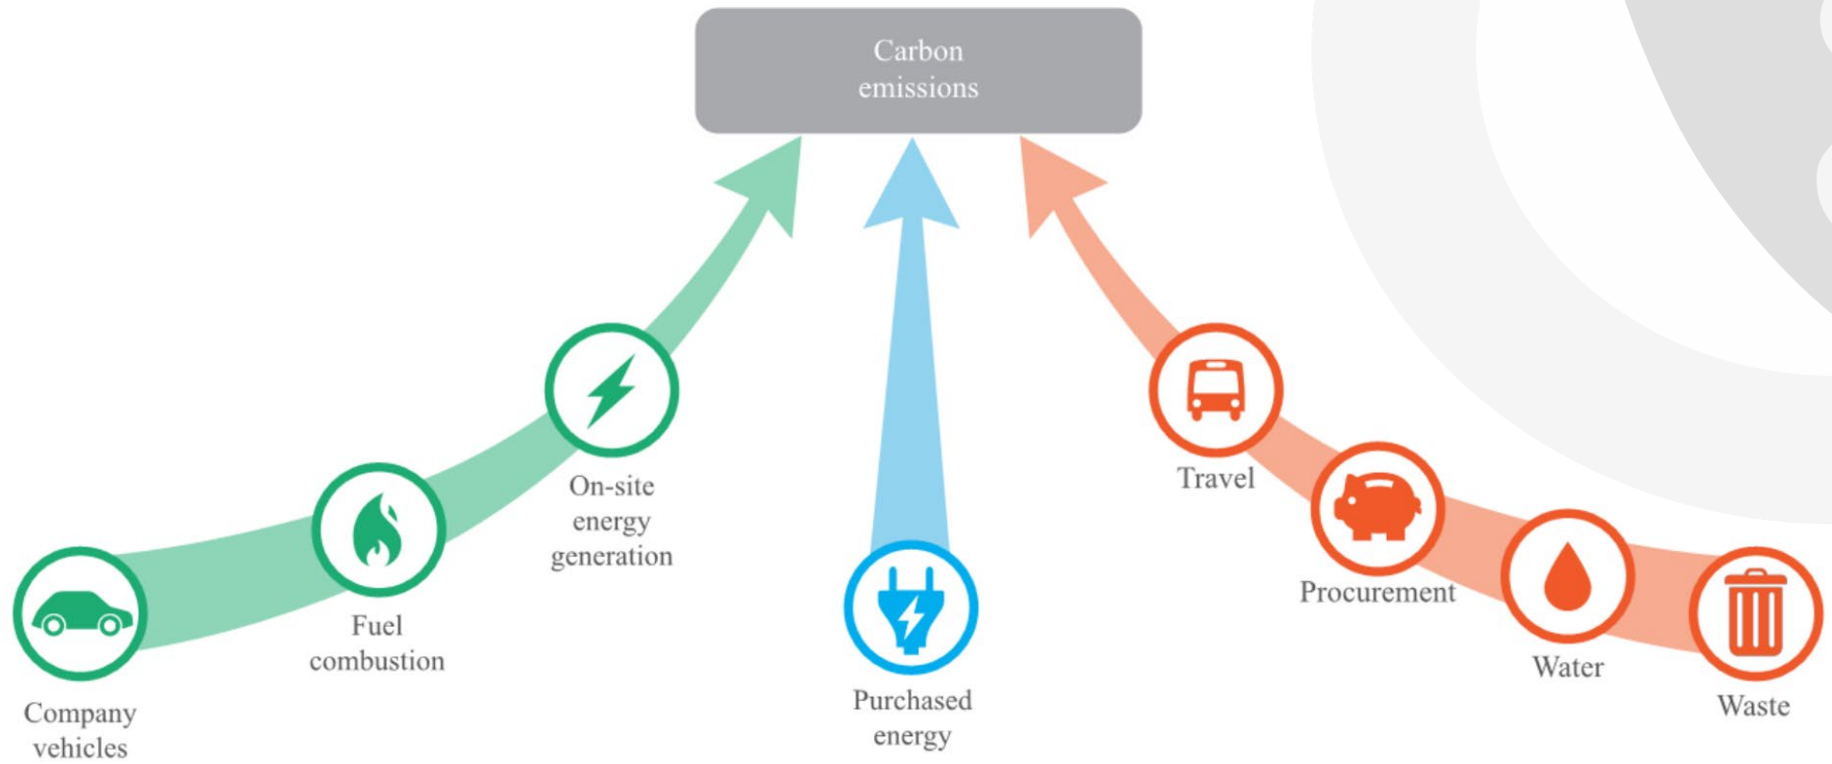 Carbon
emissions
On-site
energy
generation
Travel
Procurement
Fuel
combustion
Water
Company
vehicles
Purchased
energy
Waste